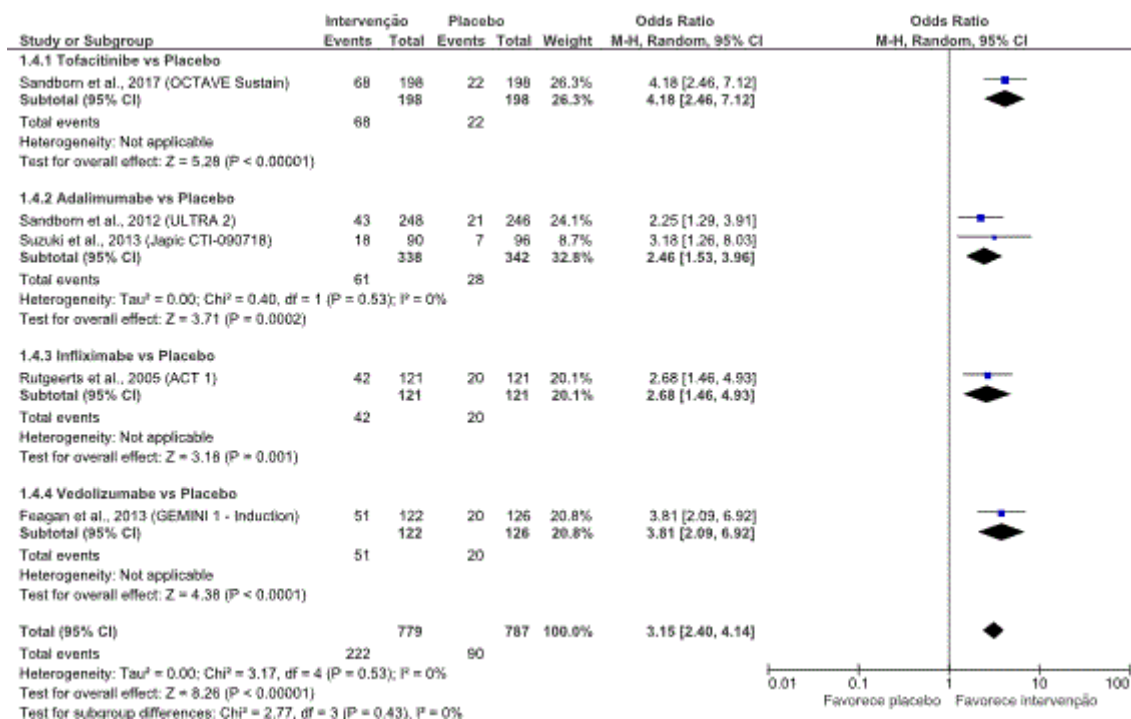 Intervenção Placebo Odds Ratio Odds Ratio
Study or Subgroup Events Total Events Total Weight M-H, Random, 95% CI M-H, Random, 95% CI
1.4.1 Tofacitinibe vs Placebo
Sandborn et al., 2017 (OCTAVE Sustain) 68 198 22 198 26.3% 4.18 [2.46, 7.12]
Subtotal (95% CI) 198 198 26.3% 4.18 [2.46, 7.12]
Total events 68 22
Heterogeneity: Not applicable
Test for overall effect: Z = 5.28 (P < 0.00001)
1.4.2 Adalimumabe vs Placebo
Sandborn et al., 2012 (ULTRA 2) 43 248 21 246 24.1% 2.25 [1.29, 3.91]
Suzuki et al., 2013 (Japic CTI-090718) 18 90 7 96 8.7% 3.18 [1.26, 8.03]
Subtotal (95% CI) 338 342 32.8% 2.46 [1.53, 3.96]
Total events 61 28
Heterogeneity: Tau² = 0.00; Chi² = 0.40, df = 1 (P = 0.53); I² = 0%
Test for overall effect: Z = 3.71 (P = 0.0002)
1.4.3 Infliximabe vs Placebo
Rutgeerts et al., 2005 (ACT 1) 42 121 20 121 20.1% 2.68 [1.46, 4.93]
Subtotal (95% CI) 121 121 20.1% 2.68 [1.46, 4.93]
Total events 42 20
Heterogeneity: Not applicable
Test for overall effect: Z = 3.18 (P = 0.001)
1.4.4 Vedolizumabe vs Placebo
Feagan et al., 2013 (GEMINI 1 - Induction) 51 122 20 126 20.8% 3.81 [2.09, 6.92]
Subtotal (95% CI) 122 126 20.8% 3.81 [2.09, 6.92]
Total events 51 20
Heterogeneity: Not applicable
Test for overall effect: Z = 4.38 (P < 0.0001)
Total (95% CI) 779 787 100.0% 3.15 [2.40, 4.14]
Total events 222 90
Heterogeneity: Tau² = 0.00; Chi² = 3.17, df = 4 (P = 0.53); I² = 0%
Test for overall effect: Z = 8.26 (P < 0.00001)
Test for subgroup differences: Chi² = 2.77, df = 3 (P = 0.43), I² = 0%
0.01 0.1 1 10 100
Favorece placebo Favorece intervenção